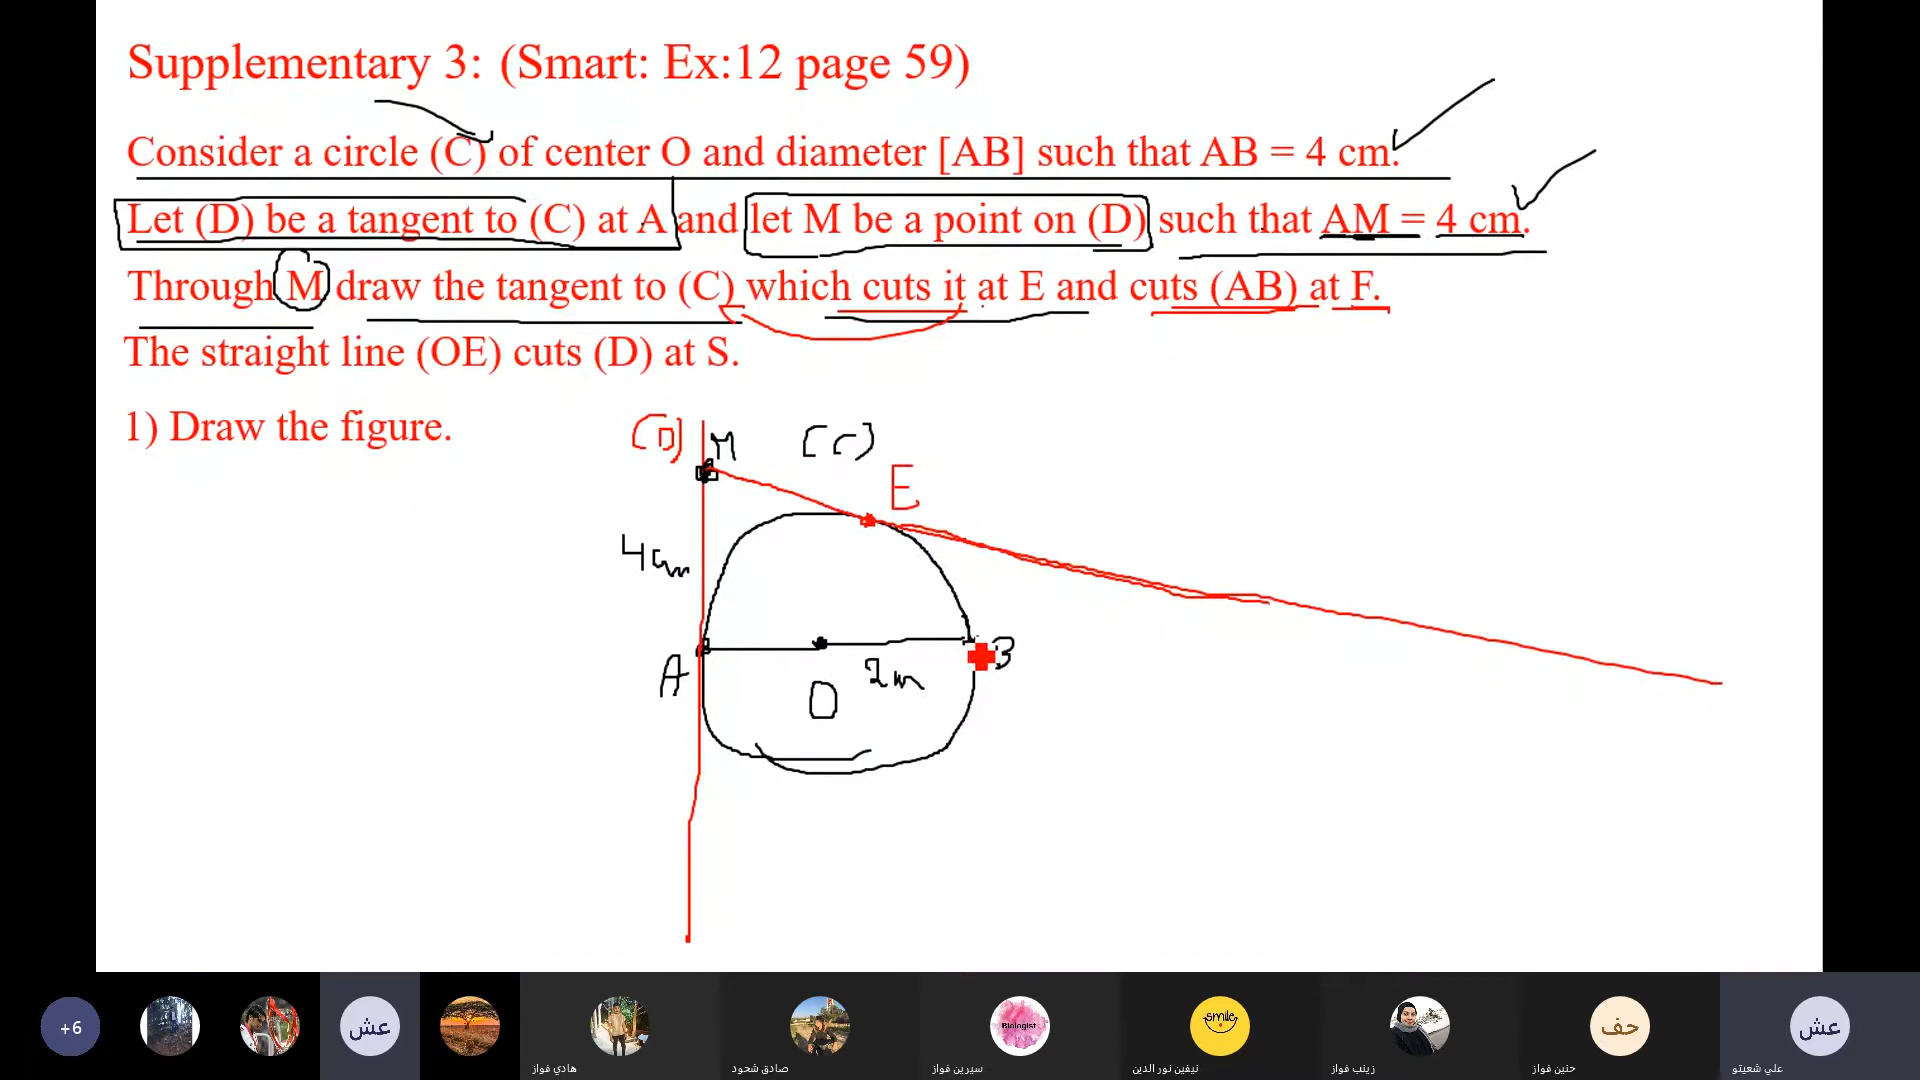 Supplementary 3: (Smart: Ex:12 page 59)
Consider a circle (C) of center O and diameter [AB] such that AB = 4 cm.
Let (D) be a tangent to (C) at A and let M be a point on (D) such that AM = 4 cm.
Through M draw the tangent to (C) which cuts it at E and cuts (AB) at F.
The straight line (OE) cuts (D) at S.
1) Draw the figure.
(D) M (C)
E
4cm
A B
2m
O
+6
عش
Biologist
smile
حف
عش
هادي فواز
صادق شحود
سيرين فواز
نيفين نور الدين
زينب فواز
حنين فواز
علي شعيتو